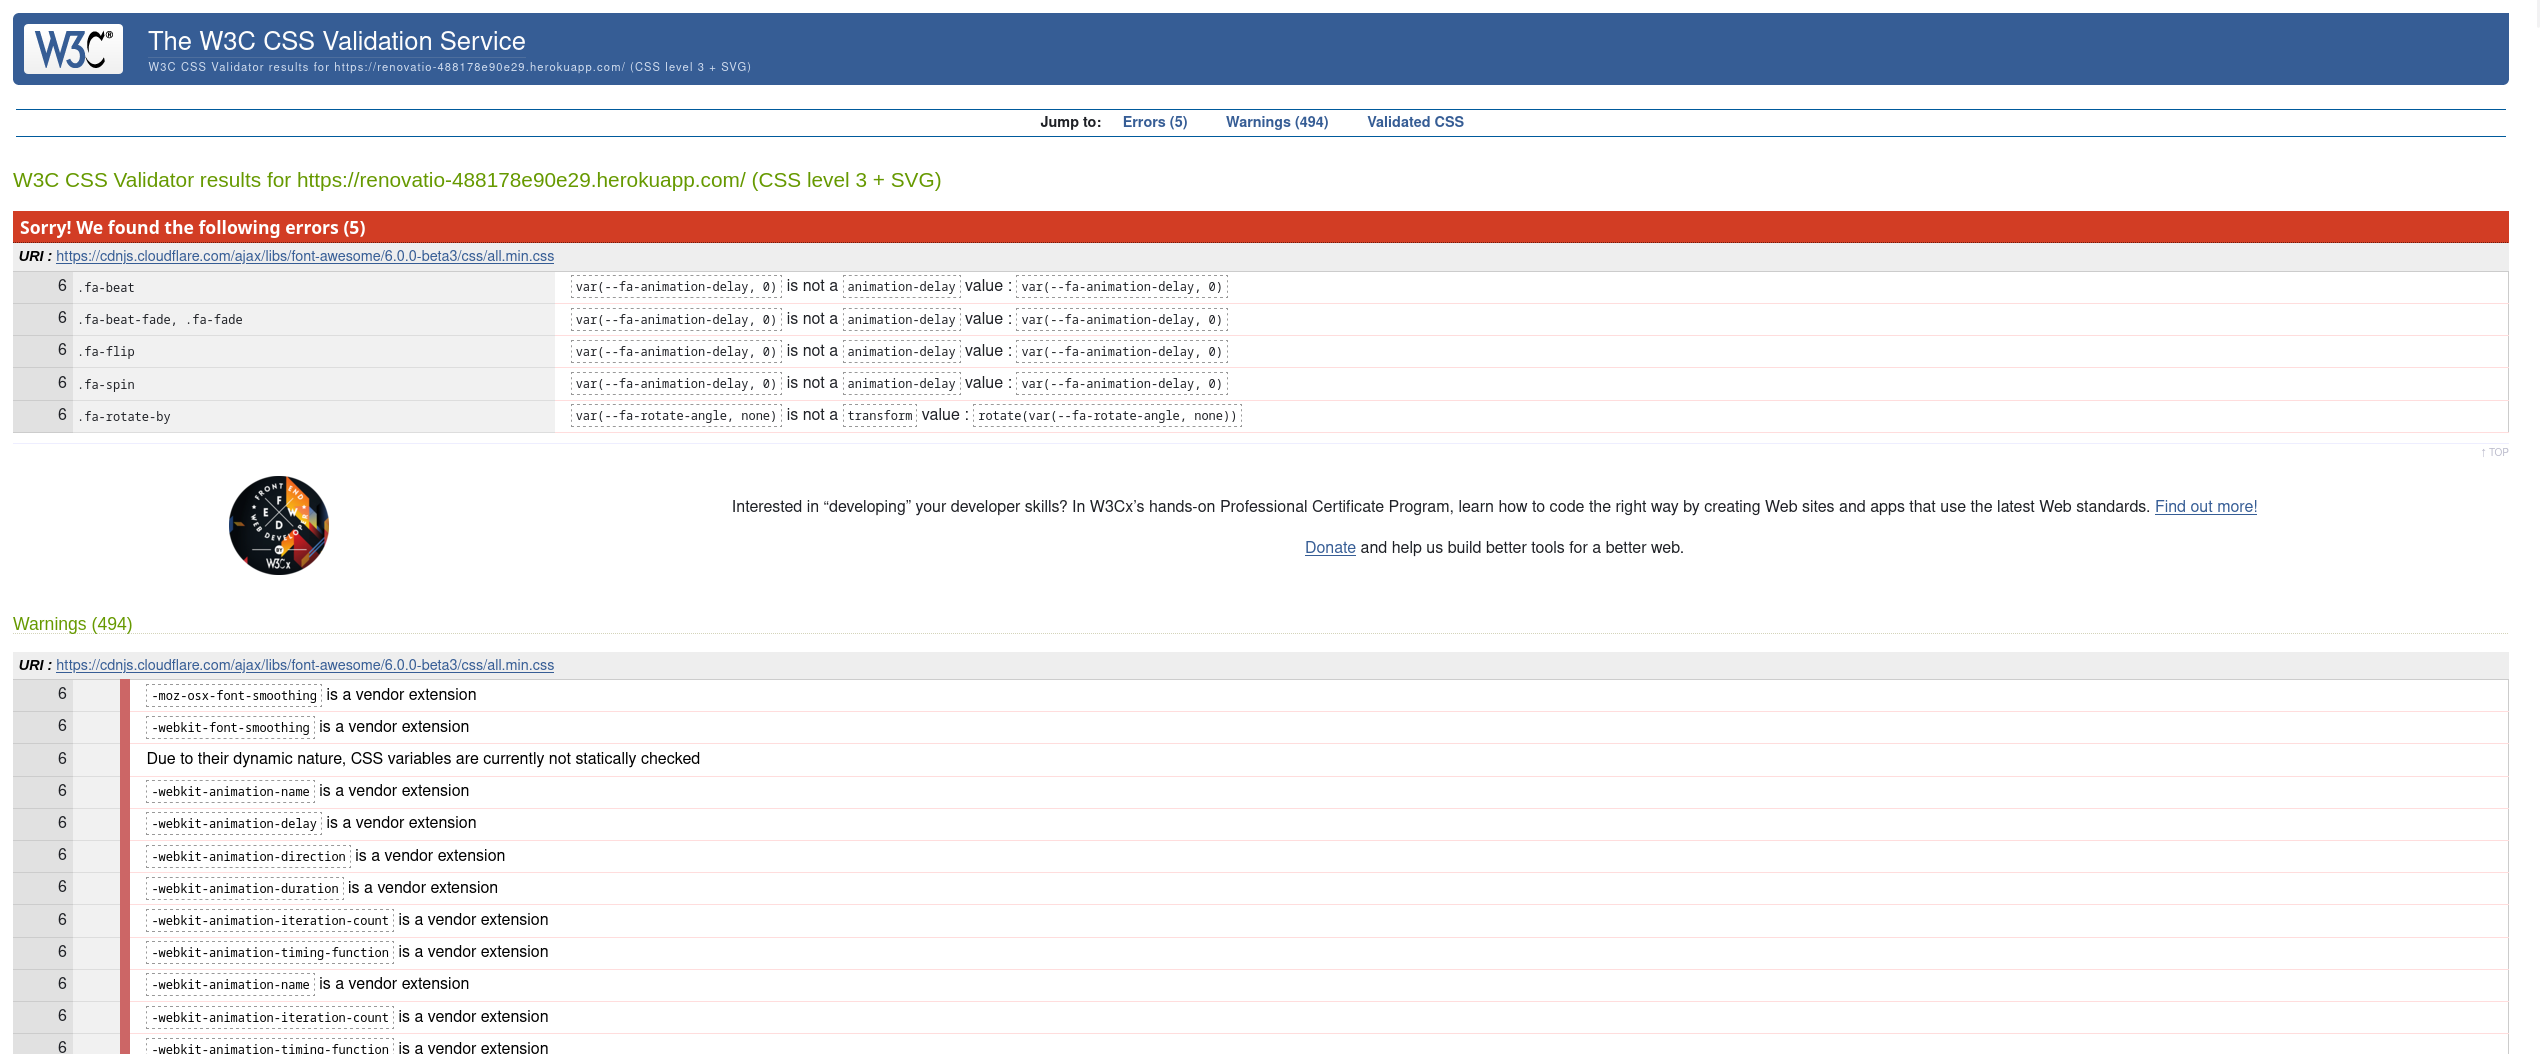 W3C®
The W3C CSS Validation Service
W3C CSS Validator results for https://renovatio-488178e90e29.herokuapp.com/ (CSS level 3 + SVG)
Jump to: Errors (5) Warnings (494) Validated CSS
W3C CSS Validator results for https://renovatio-488178e90e29.herokuapp.com/ (CSS level 3 + SVG)
Sorry! We found the following errors (5)
URI : https://cdnjs.cloudflare.com/ajax/libs/font-awesome/6.0.0-beta3/css/all.min.css
6 .fa-beat var(--fa-animation-delay, 0) is not a animation-delay value : var(--fa-animation-delay, 0)
6 .fa-beat-fade, .fa-fade var(--fa-animation-delay, 0) is not a animation-delay value : var(--fa-animation-delay, 0)
6 .fa-flip var(--fa-animation-delay, 0) is not a animation-delay value : var(--fa-animation-delay, 0)
6 .fa-spin var(--fa-animation-delay, 0) is not a animation-delay value : var(--fa-animation-delay, 0)
6 .fa-rotate-by var(--fa-rotate-angle, none) is not a transform value : rotate(var(--fa-rotate-angle, none))
↑ TOP
FRONT END
F
E W
D
WEB DEVELOPER
BY
W3Cx
Interested in “developing” your developer skills? In W3Cx’s hands-on Professional Certificate Program, learn how to code the right way by creating Web sites and apps that use the latest Web standards. Find out more!
Donate and help us build better tools for a better web.
Warnings (494)
URI : https://cdnjs.cloudflare.com/ajax/libs/font-awesome/6.0.0-beta3/css/all.min.css
6 -moz-osx-font-smoothing is a vendor extension
6 -webkit-font-smoothing is a vendor extension
6 Due to their dynamic nature, CSS variables are currently not statically checked
6 -webkit-animation-name is a vendor extension
6 -webkit-animation-delay is a vendor extension
6 -webkit-animation-direction is a vendor extension
6 -webkit-animation-duration is a vendor extension
6 -webkit-animation-iteration-count is a vendor extension
6 -webkit-animation-timing-function is a vendor extension
6 -webkit-animation-name is a vendor extension
6 -webkit-animation-iteration-count is a vendor extension
6 -webkit-animation-timing-function is a vendor extension